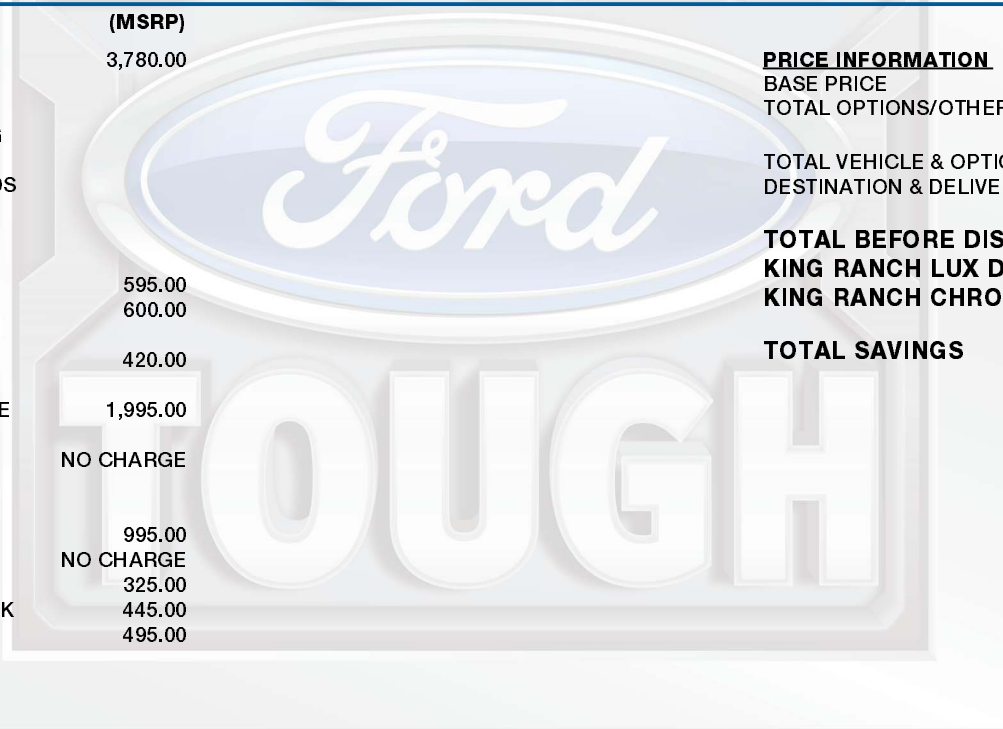 (MSRP)
3,780.00
G
OS
595.00
600.00
420.00
E 1,995.00
NO CHARGE
995.00
NO CHARGE
325.00
K 445.00
495.00
Ford
TOUGH
PRICE INFORMATION
BASE PRICE
TOTAL OPTIONS/OTHER
TOTAL VEHICLE & OPTIO
DESTINATION & DELIVE
TOTAL BEFORE DIS
KING RANCH LUX D
KING RANCH CHRO
TOTAL SAVINGS